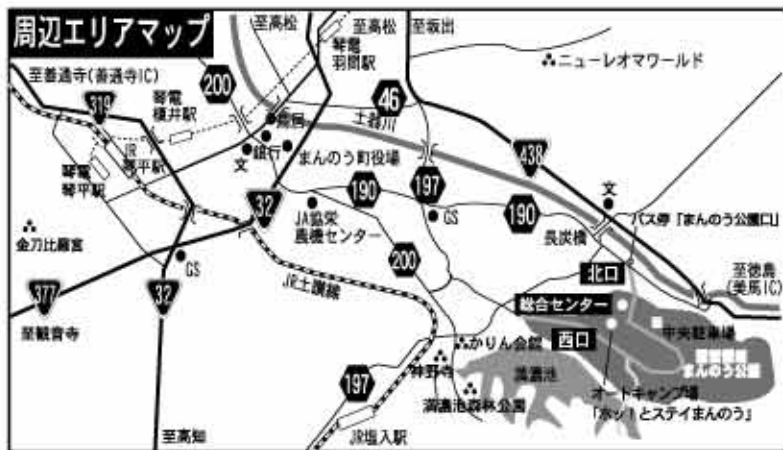 周辺エリアマップ
至高松
至高松
至坂出
琴電
羽間駅
ニューレオマワールド
至善通寺(善通寺IC)
200
319
琴電
榎井駅
46
土器川
438
銀行
文
まんのう町役場
JR
琴平駅
琴電
琴平駅
190
197
文
32
GS
190
JA協栄
農機センター
長炭橋
バス停「まんのう公園口」
金刀比羅宮
GS
200
北口
至徳島
(美馬IC)
377
32
JR土讃線
総合センター
至観音寺
西口
中央駐車場
かりん会館
まんのう公園
神野寺
満濃池
197
オートキャンプ場
「ホッ!とステイまんのう」
満濃池森林公園
至高知
JR塩入駅